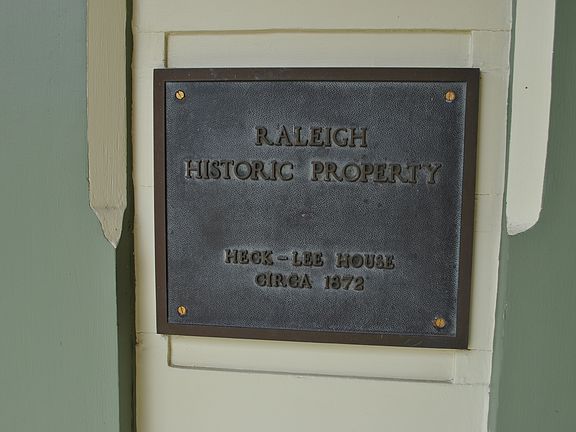 RALEIGH
HISTORIC PROPERTY
HECK-LEE HOUSE
CIRCA 1872